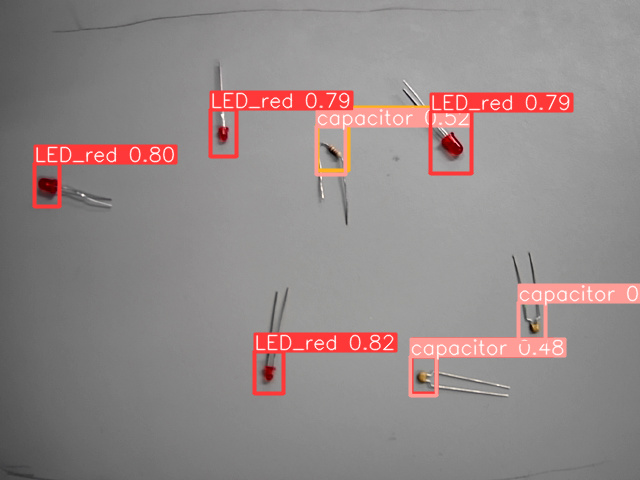 LED_red 0.79
LED_red 0.79
capacitor 0.52
LED_red 0.80
capacitor 0
LED_red 0.82
capacitor 0.48